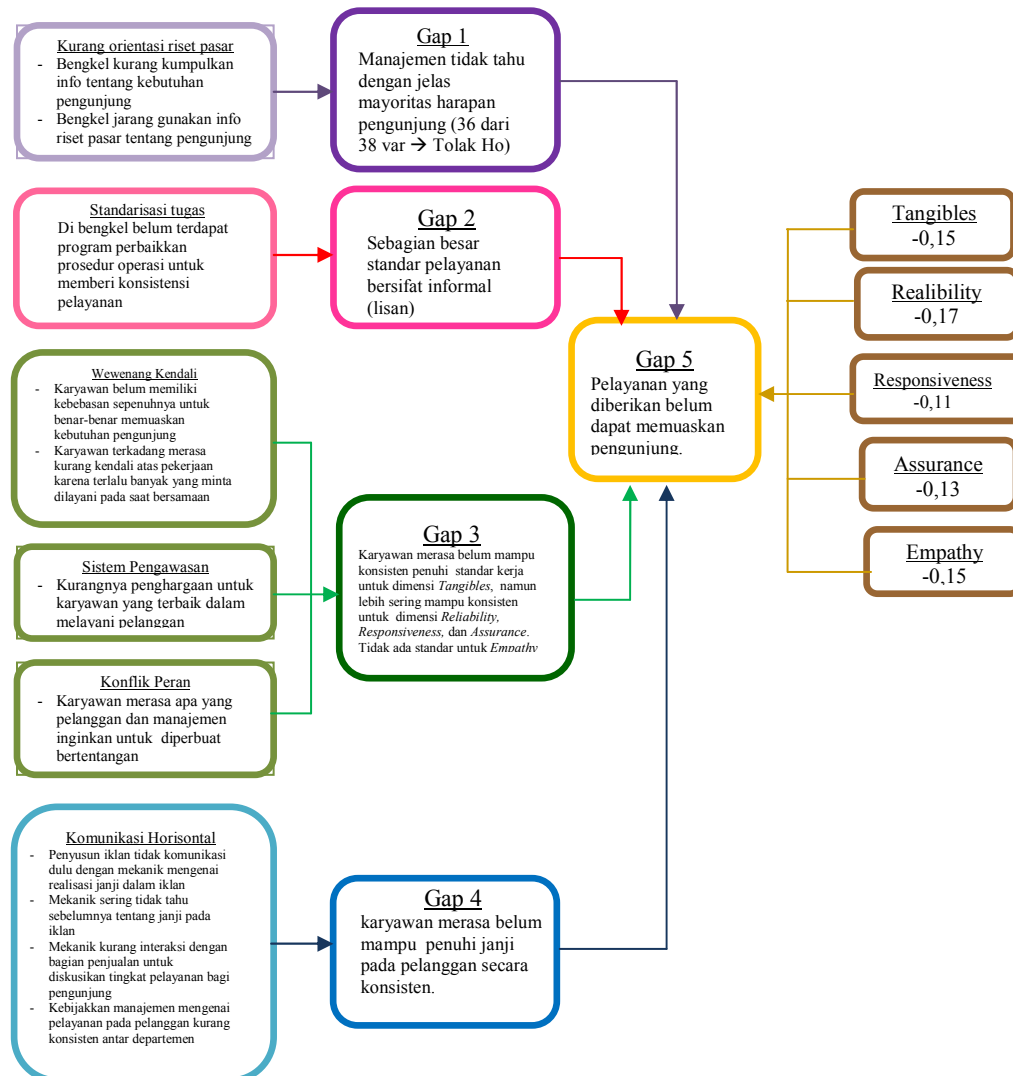 Kurang orientasi riset pasar
- Bengkel kurang kumpulkan
info tentang kebutuhan
pengunjung
- Bengkel jarang gunakan info
riset pasar tentang pengunjung
Gap 1
Manajemen tidak tahu
dengan jelas
mayoritas harapan
pengunjung (36 dari
38 var → Tolak Ho)
Standarisasi tugas
Di bengkel belum terdapat
program perbaikkan
prosedur operasi untuk
memberi konsistensi
pelayanan
Gap 2
Sebagian besar
standar pelayanan
bersifat informal
(lisan)
Wewenang Kendali
- Karyawan belum memiliki
kebebasan sepenuhnya untuk
benar-benar memuaskan
kebutuhan pengunjung
- Karyawan terkadang merasa
kurang kendali atas pekerjaan
karena terlalu banyak yang minta
dilayani pada saat bersamaan
Sistem Pengawasan
- Kurangnya penghargaan untuk
karyawan yang terbaik dalam
melayani pelanggan
Konflik Peran
- Karyawan merasa apa yang
pelanggan dan manajemen
inginkan untuk diperbuat
bertentangan
Gap 3
Karyawan merasa belum mampu
konsisten penuhi standar kerja
untuk dimensi Tangibles, namun
lebih sering mampu konsisten
untuk dimensi Reliability,
Responsiveness, dan Assurance.
Tidak ada standar untuk Empathy
Komunikasi Horisontal
- Penyusun iklan tidak komunikasi
dulu dengan mekanik mengenai
realisasi janji dalam iklan
- Mekanik sering tidak tahu
sebelumnya tentang janji pada
iklan
- Mekanik kurang interaksi dengan
bagian penjualan untuk
diskusikan tingkat pelayanan bagi
pengunjung
- Kebijakkan manajemen mengenai
pelayanan pada pelanggan kurang
konsisten antar departemen
Gap 4
karyawan merasa belum
mampu penuhi janji
pada pelanggan secara
konsisten.
Gap 5
Pelayanan yang
diberikan belum
dapat memuaskan
pengunjung.
Tangibles
-0,15
Realibility
-0,17
Responsiveness
-0,11
Assurance
-0,13
Empathy
-0,15